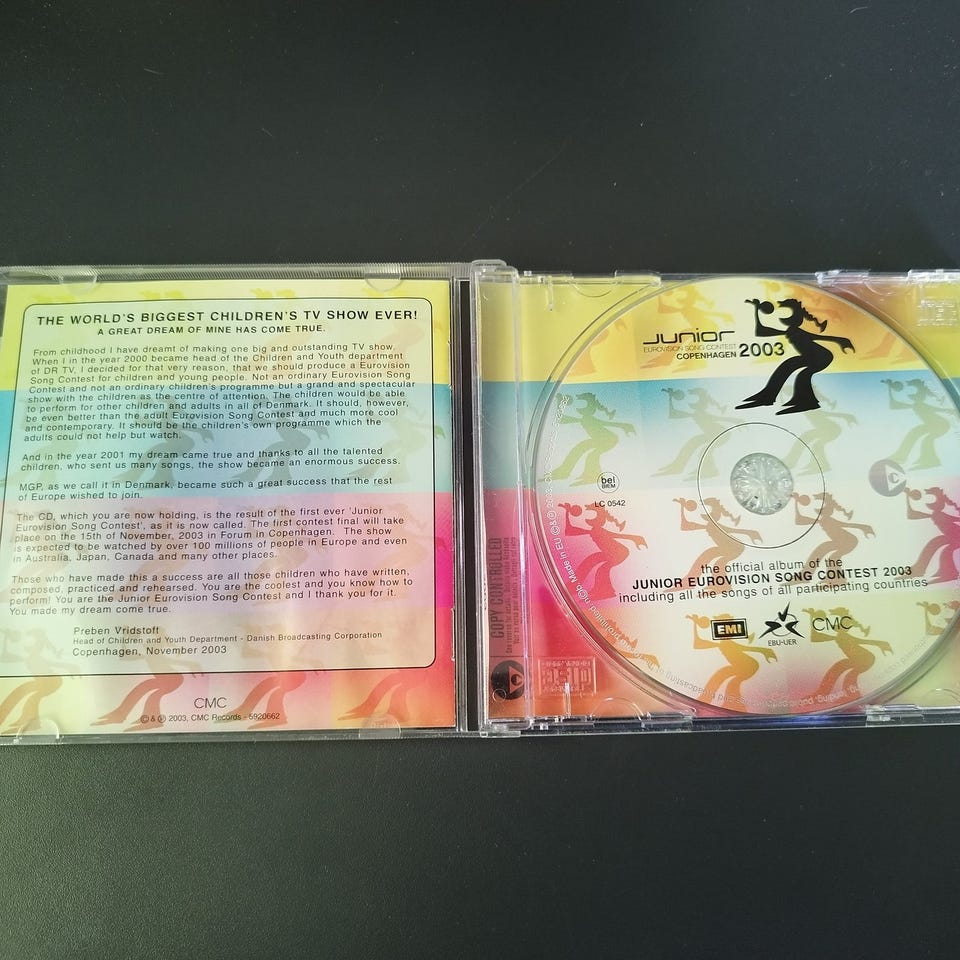 THE WORLD'S BIGGEST CHILDREN'S TV SHOW EVER!
A GREAT DREAM OF MINE HAS COME TRUE.
From childhood I have dreamt of making one big and outstanding TV show.
When I in the year 2000 became head of the Children and Youth department
of DR TV, I decided for that very reason, that we should produce a Eurovision
Song Contest for children and young people. Not an ordinary Eurovision Song
Contest and not an ordinary children's programme but a grand and spectacular
show with the children as the centre of attention. The children would be able
to perform for other children and adults in all of Denmark. It should, however,
be even better than the adult Eurovision Song Contest and much more cool
and contemporary. It should be the children's own programme which the
adults could not help but watch.
And in the year 2001 my dream came true and thanks to all the talented
children, who sent us many songs, the show became an enormous success.
MGP, as we call it in Denmark, became such a great success that the rest
of Europe wished to join.
The CD, which you are now holding, is the result of the first ever 'Junior
Eurovision Song Contest', as it is now called. The first contest final will take
place on the 15th of November, 2003 in Forum in Copenhagen. The show
is expected to be watched by over 100 millions of people in Europe and even
in Australia, Japan, Canada and many other places.
Those who have made this a success are all those children who have written,
composed, practiced and rehearsed. You are the coolest and you know how to
perform! You are the Junior Eurovision Song Contest and I thank you for it.
You made my dream come true.
Preben Vridstoft
Head of Children and Youth Department - Danish Broadcasting Corporation
Copenhagen, November 2003
CMC
© & ℗ 2003, CMC Records - 5920662
junior
EUROVISION SONG CONTEST
COPENHAGEN 2003
bel
BIEM
LC 0542
the official album of the
JUNIOR EUROVISION SONG CONTEST 2003
including all the songs of all participating countries
EMI
EBU·UER
CMC
COPY CONTROLLED
Made in EU